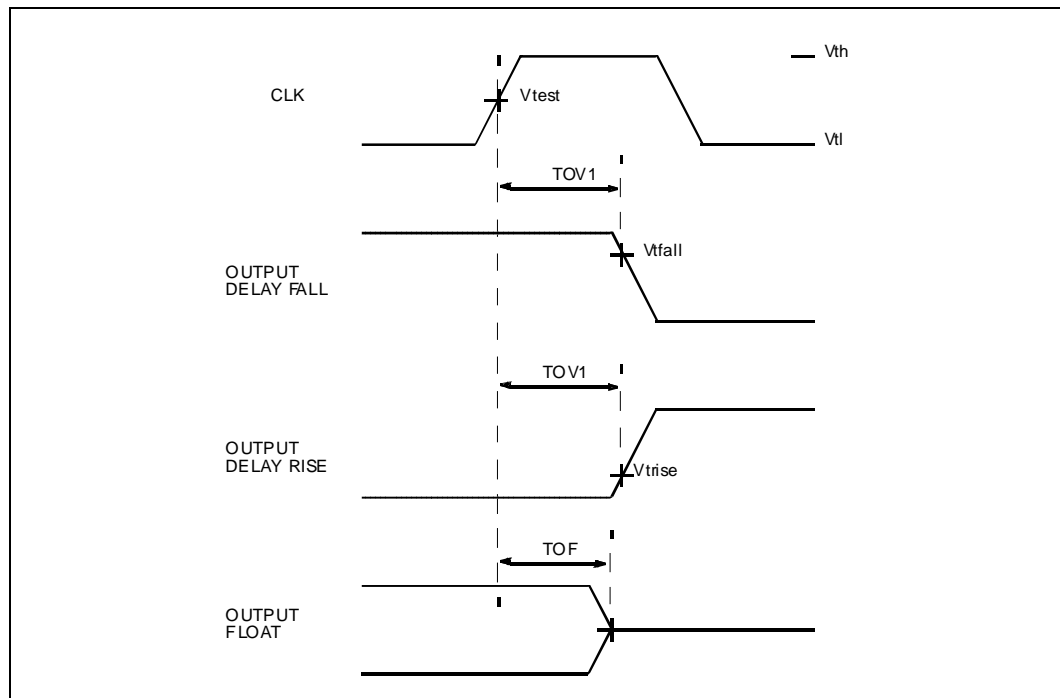 Vth
CLK
Vtest
Vtl
TOV1
Vtfall
OUTPUT
DELAY FALL
TOV1
OUTPUT
DELAY RISE
Vtrise
TOF
OUTPUT
FLOAT